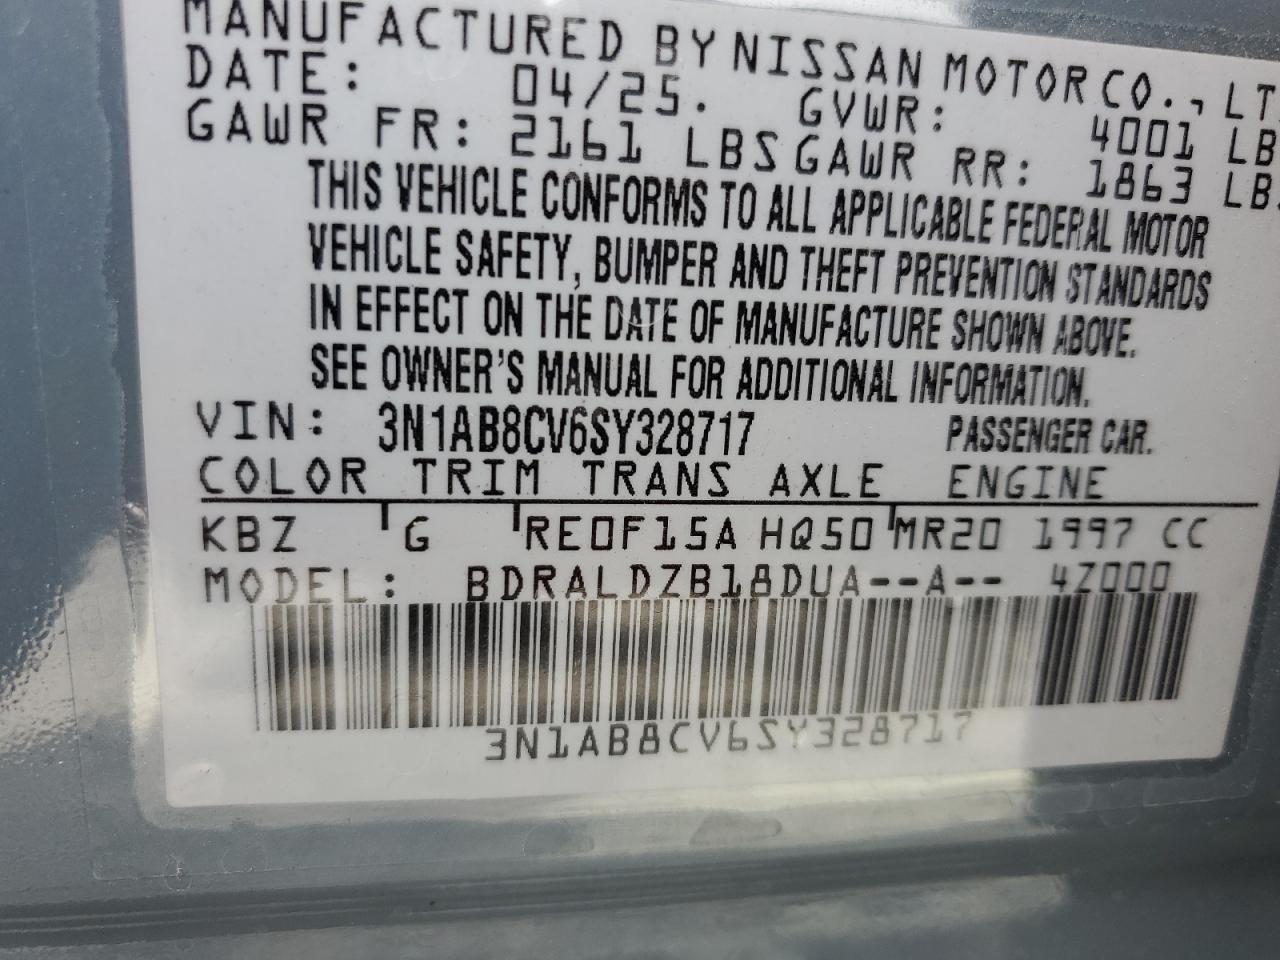 MANUFACTURED BY NISSAN MOTOR CO., LT
DATE: 04/25. GVWR: 4001 LB
GAWR FR: 2161 LBS GAWR RR: 1863 LB.
THIS VEHICLE CONFORMS TO ALL APPLICABLE FEDERAL MOTOR
VEHICLE SAFETY, BUMPER AND THEFT PREVENTION STANDARDS
IN EFFECT ON THE DATE OF MANUFACTURE SHOWN ABOVE.
SEE OWNER'S MANUAL FOR ADDITIONAL INFORMATION.
VIN: 3N1AB8CV6SY328717 PASSENGER CAR.
COLOR TRIM TRANS AXLE ENGINE
KBZ G RE0F15A HQ50 MR20 1997 CC
MODEL: BDRALDZB18DUA--A-- 4Z000
3N1AB8CV6SY328717